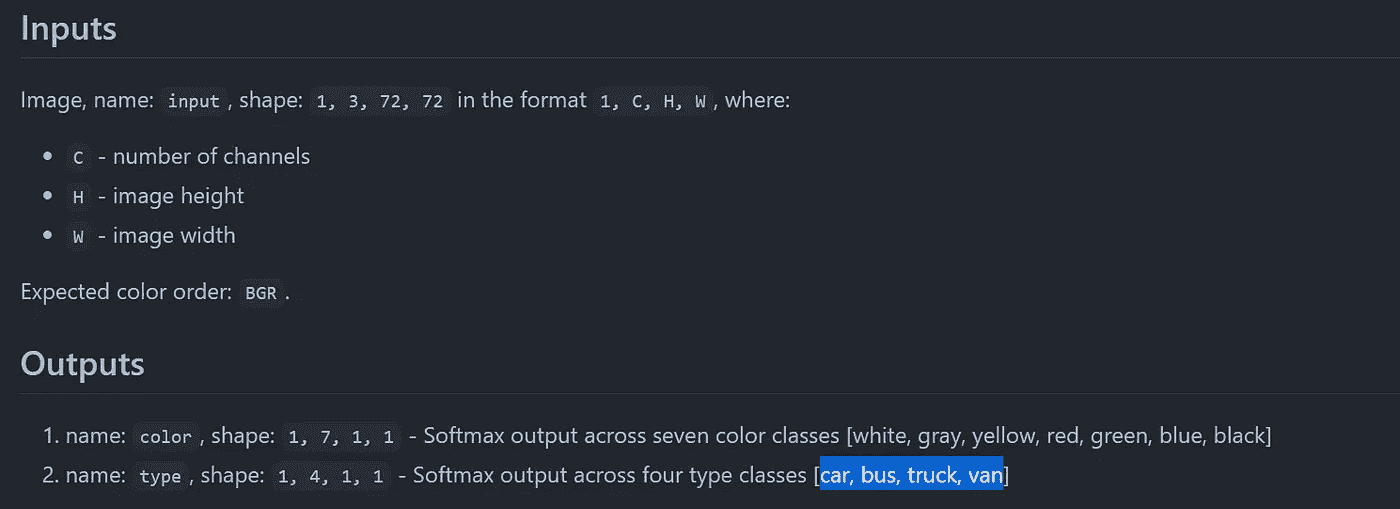 Inputs
Image, name: input, shape: 1, 3, 72, 72 in the format 1, C, H, W, where:
• C - number of channels
• H - image height
• W - image width
Expected color order: BGR.
Outputs
1. name: color, shape: 1, 7, 1, 1 - Softmax output across seven color classes [white, gray, yellow, red, green, blue, black]
2. name: type, shape: 1, 4, 1, 1 - Softmax output across four type classes [car, bus, truck, van]